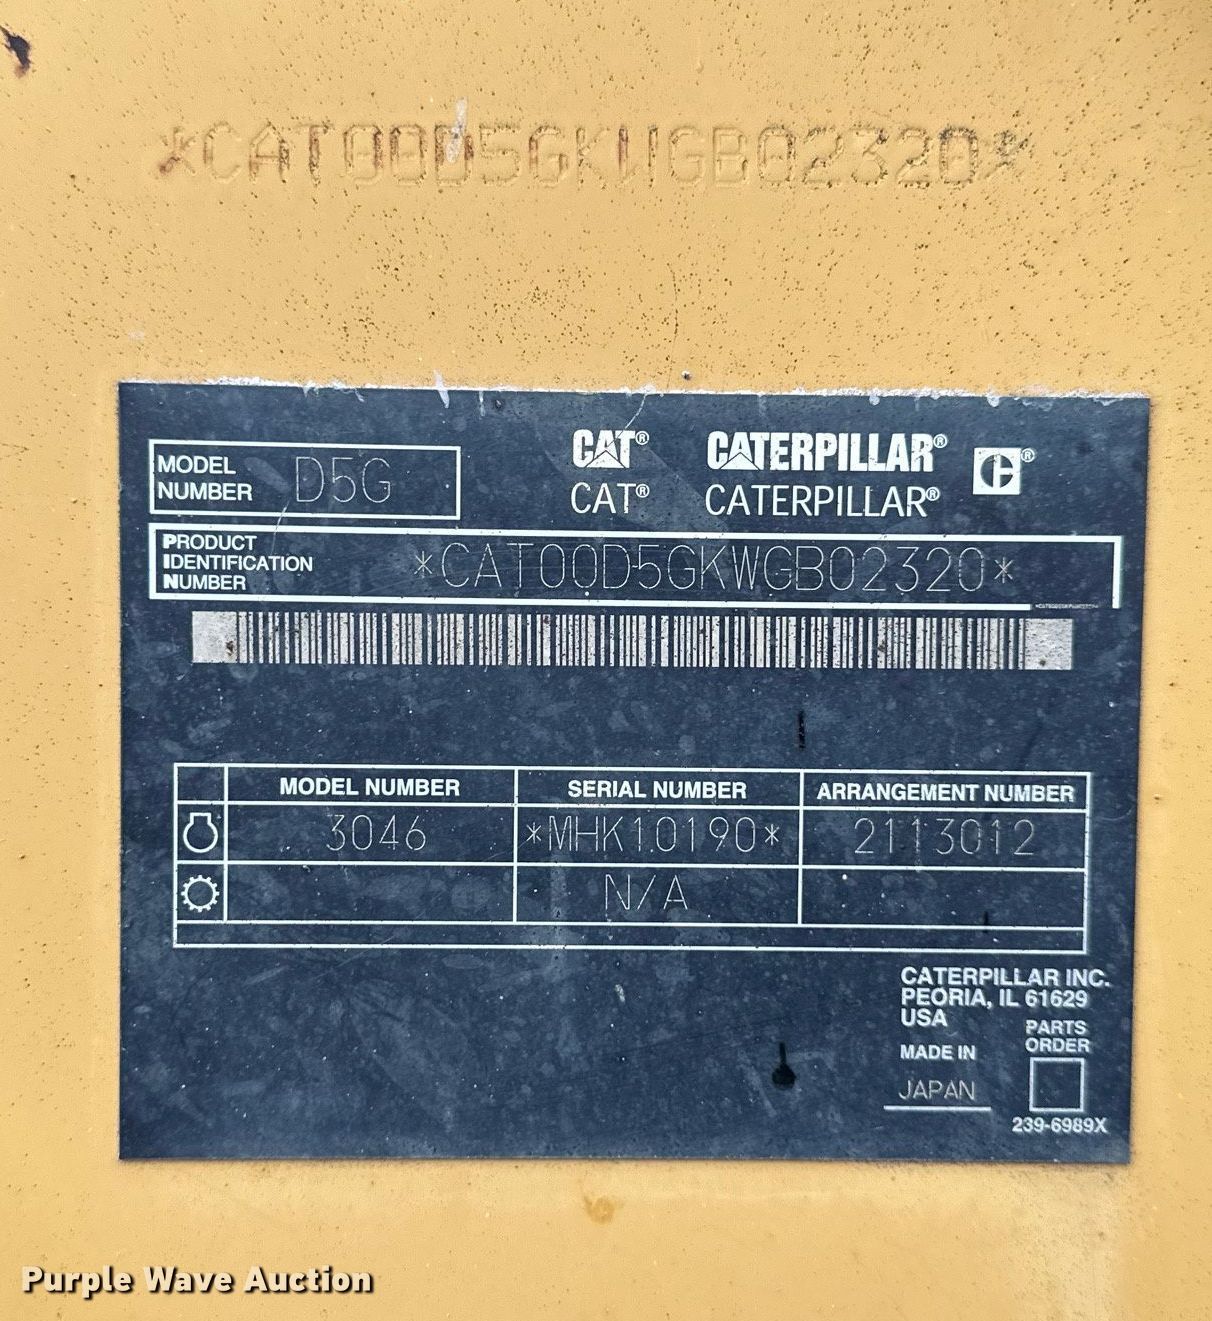 *CAT00D5GKWGB02320*
MODEL NUMBER D5G
CAT® CATERPILLAR® C®
CAT® CATERPILLAR®
PRODUCT IDENTIFICATION NUMBER *CAT00D5GKWGB02320*
MODEL NUMBER SERIAL NUMBER ARRANGEMENT NUMBER
3046 *MHK10190* 2113012
N/A
CATERPILLAR INC.
PEORIA, IL 61629
USA
PARTS
ORDER
MADE IN
JAPAN
239-6989X
Purple Wave Auction